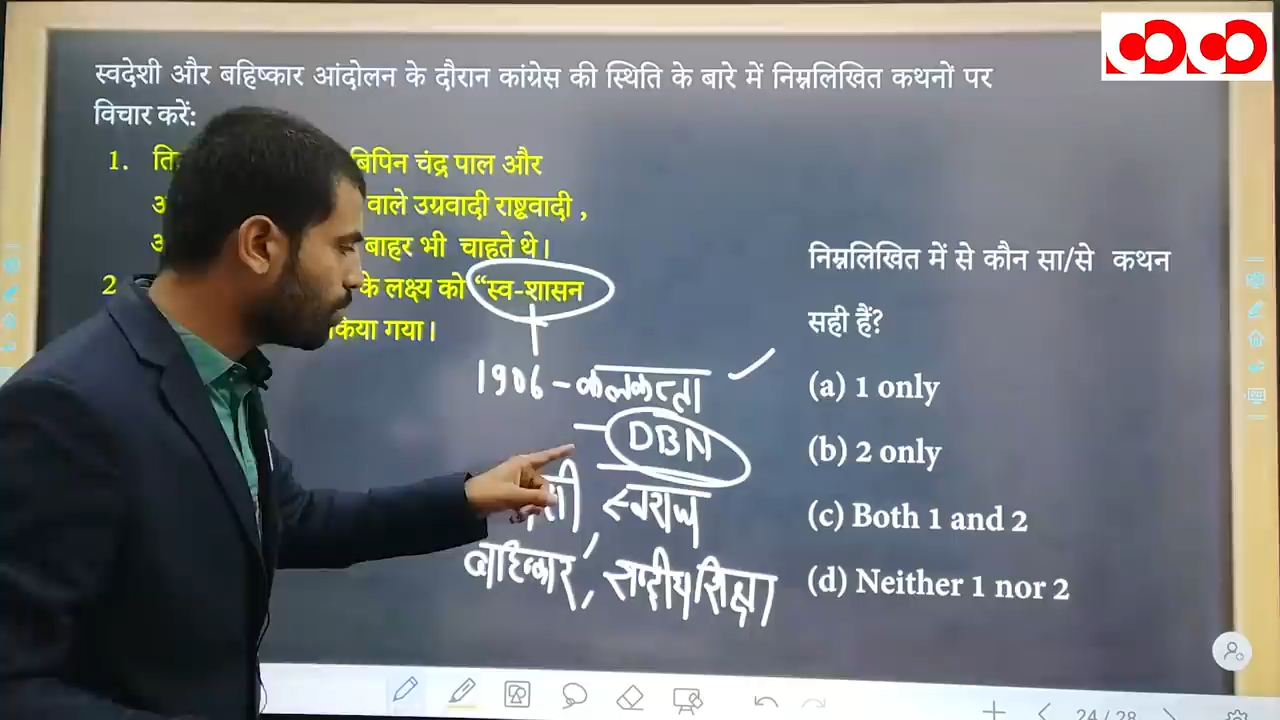 स्वदेशी और बहिष्कार आंदोलन के दौरान कांग्रेस की स्थिति के बारे में निम्नलिखित कथनों पर
विचार करें:
1. बिपिन चंद्र पाल और
वाले उग्रवादी राष्ट्रवादी ,
बाहर भी चाहते थे।
2 के लक्ष्य को “स्व-शासन
किया गया।
1906 – कलकत्ता
DBN
स्वराज
बहिष्कार, राष्ट्रीय शिक्षा
निम्नलिखित में से कौन सा/से कथन
सही हैं?
(a) 1 only
(b) 2 only
(c) Both 1 and 2
(d) Neither 1 nor 2
24 / 28